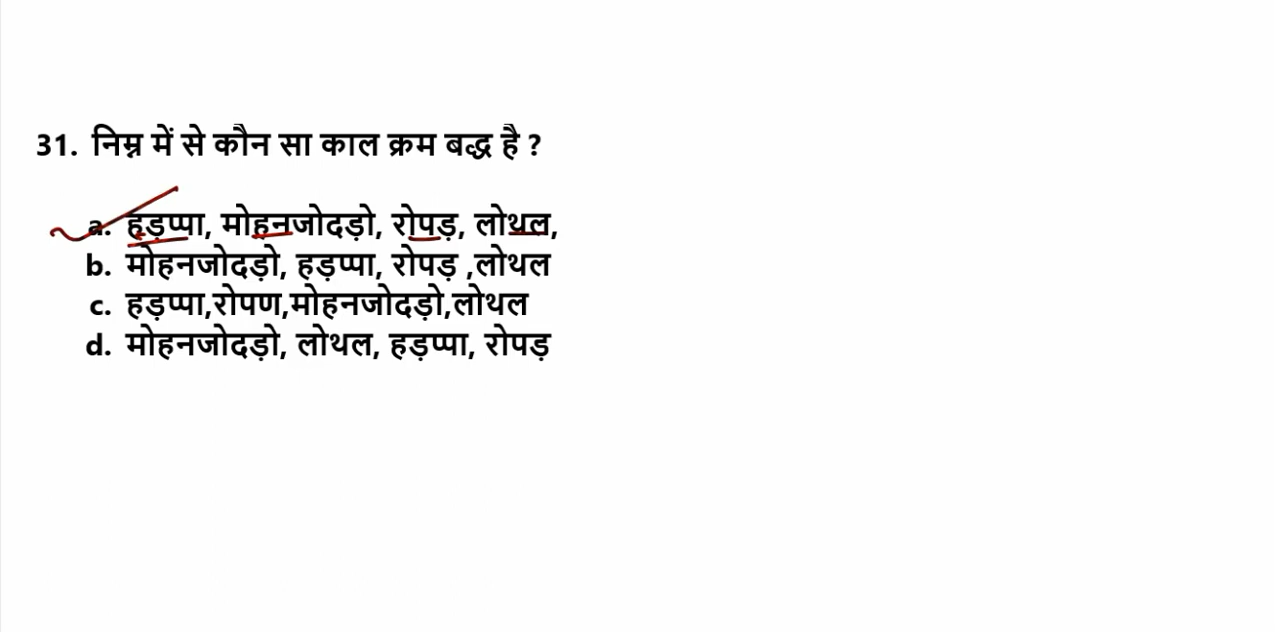 31. निम्न में से कौन सा काल क्रम बद्ध है ?
a. हड़प्पा, मोहनजोदड़ो, रोपड़, लोथल,
b. मोहनजोदड़ो, हड़प्पा, रोपड़ ,लोथल
c. हड़प्पा,रोपण,मोहनजोदड़ो,लोथल
d. मोहनजोदड़ो, लोथल, हड़प्पा, रोपड़